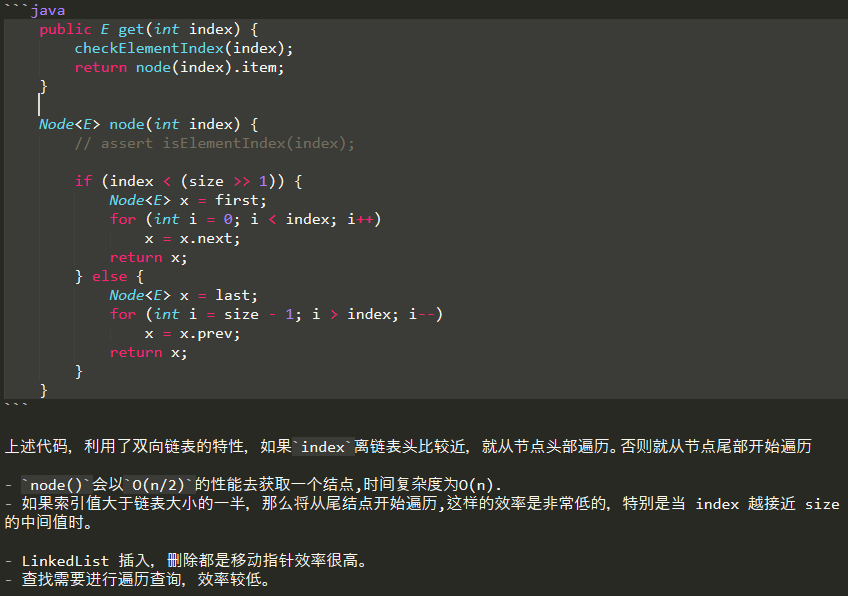 ```java
    public E get(int index) {
        checkElementIndex(index);
        return node(index).item;
    }

    Node<E> node(int index) {
        // assert isElementIndex(index);

        if (index < (size >> 1)) {
            Node<E> x = first;
            for (int i = 0; i < index; i++)
                x = x.next;
            return x;
        } else {
            Node<E> x = last;
            for (int i = size - 1; i > index; i--)
                x = x.prev;
            return x;
        }
    }
```

上述代码, 利用了双向链表的特性, 如果`index`离链表头比较近, 就从节点头部遍历。否则就从节点尾部开始遍历

- `node()`会以`O(n/2)`的性能去获取一个结点,时间复杂度为O(n).
- 如果索引值大于链表大小的一半, 那么将从尾结点开始遍历,这样的效率是非常低的, 特别是当 index 越接近 size
的中间值时。

- LinkedList 插入, 删除都是移动指针效率很高。
- 查找需要进行遍历查询, 效率较低。